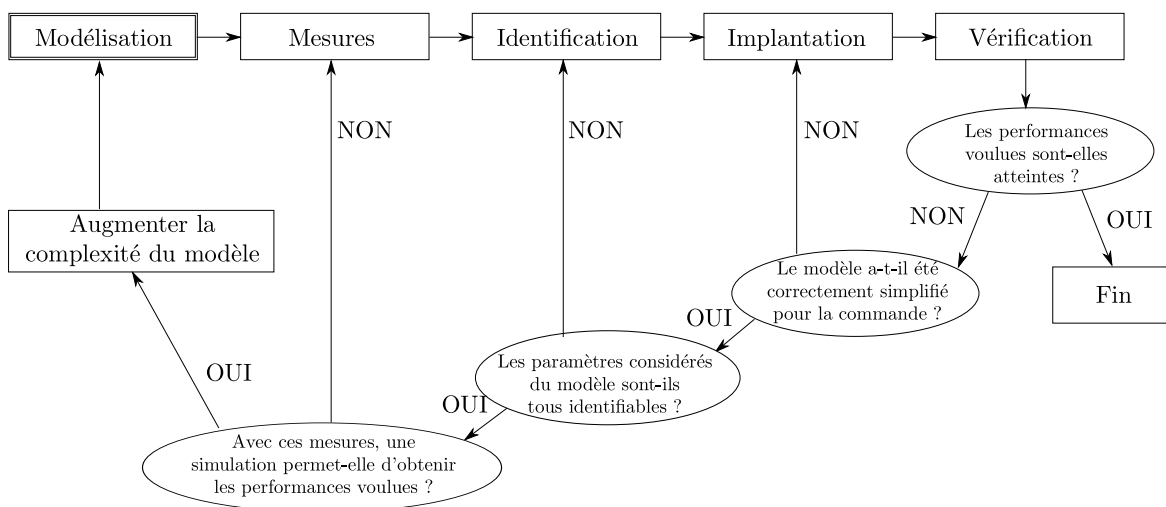 Modélisation
Mesures
Identification
Implantation
Vérification
NON
NON
NON
Les performances
voulues sont-elles
atteintes ?
NON
OUI
Augmenter la
complexité du modèle
Le modèle a-t-il été
correctement simplifié
pour la commande ?
Fin
OUI
Les paramètres considérés
du modèle sont-ils
tous identifiables ?
OUI
OUI
Avec ces mesures, une
simulation permet-elle d'obtenir
les performances voulues ?